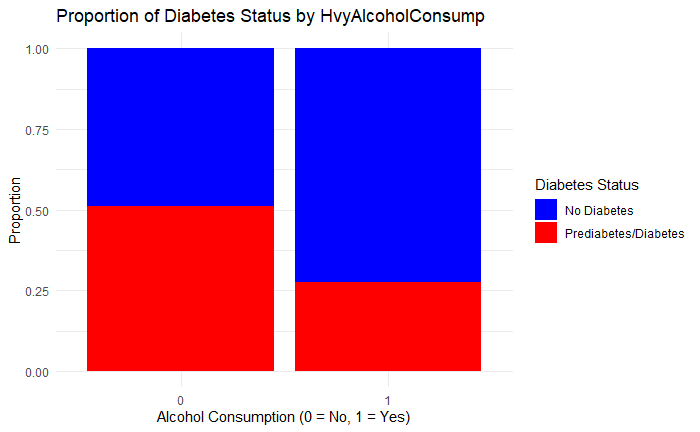 Proportion of Diabetes Status by HvyAlcoholConsump
1.00
0.75
0.50
0.25
0.00
Proportion
0
1
Alcohol Consumption (0 = No, 1 = Yes)
Diabetes Status
No Diabetes
Prediabetes/Diabetes